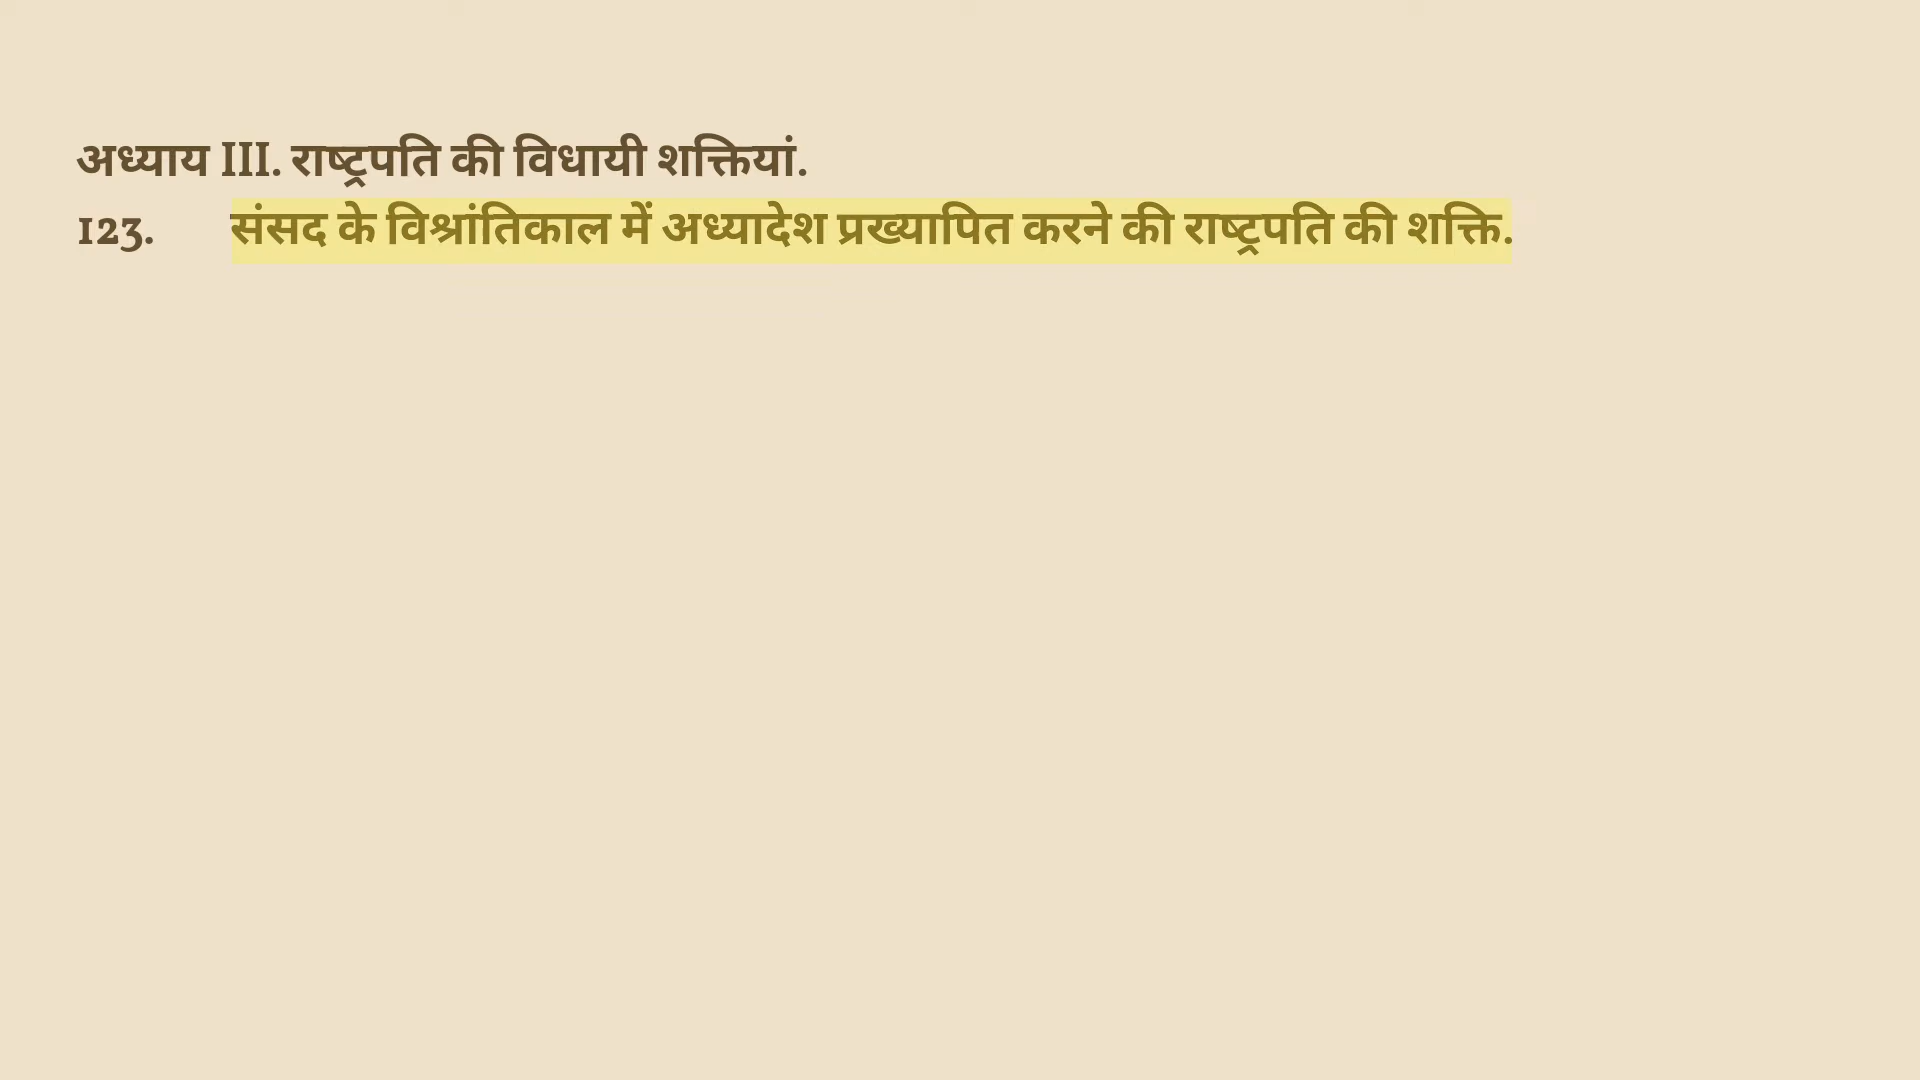 अध्याय III. राष्ट्रपति की विधायी शक्तियां.
123. संसद के विश्रांतिकाल में अध्यादेश प्रख्यापित करने की राष्ट्रपति की शक्ति.